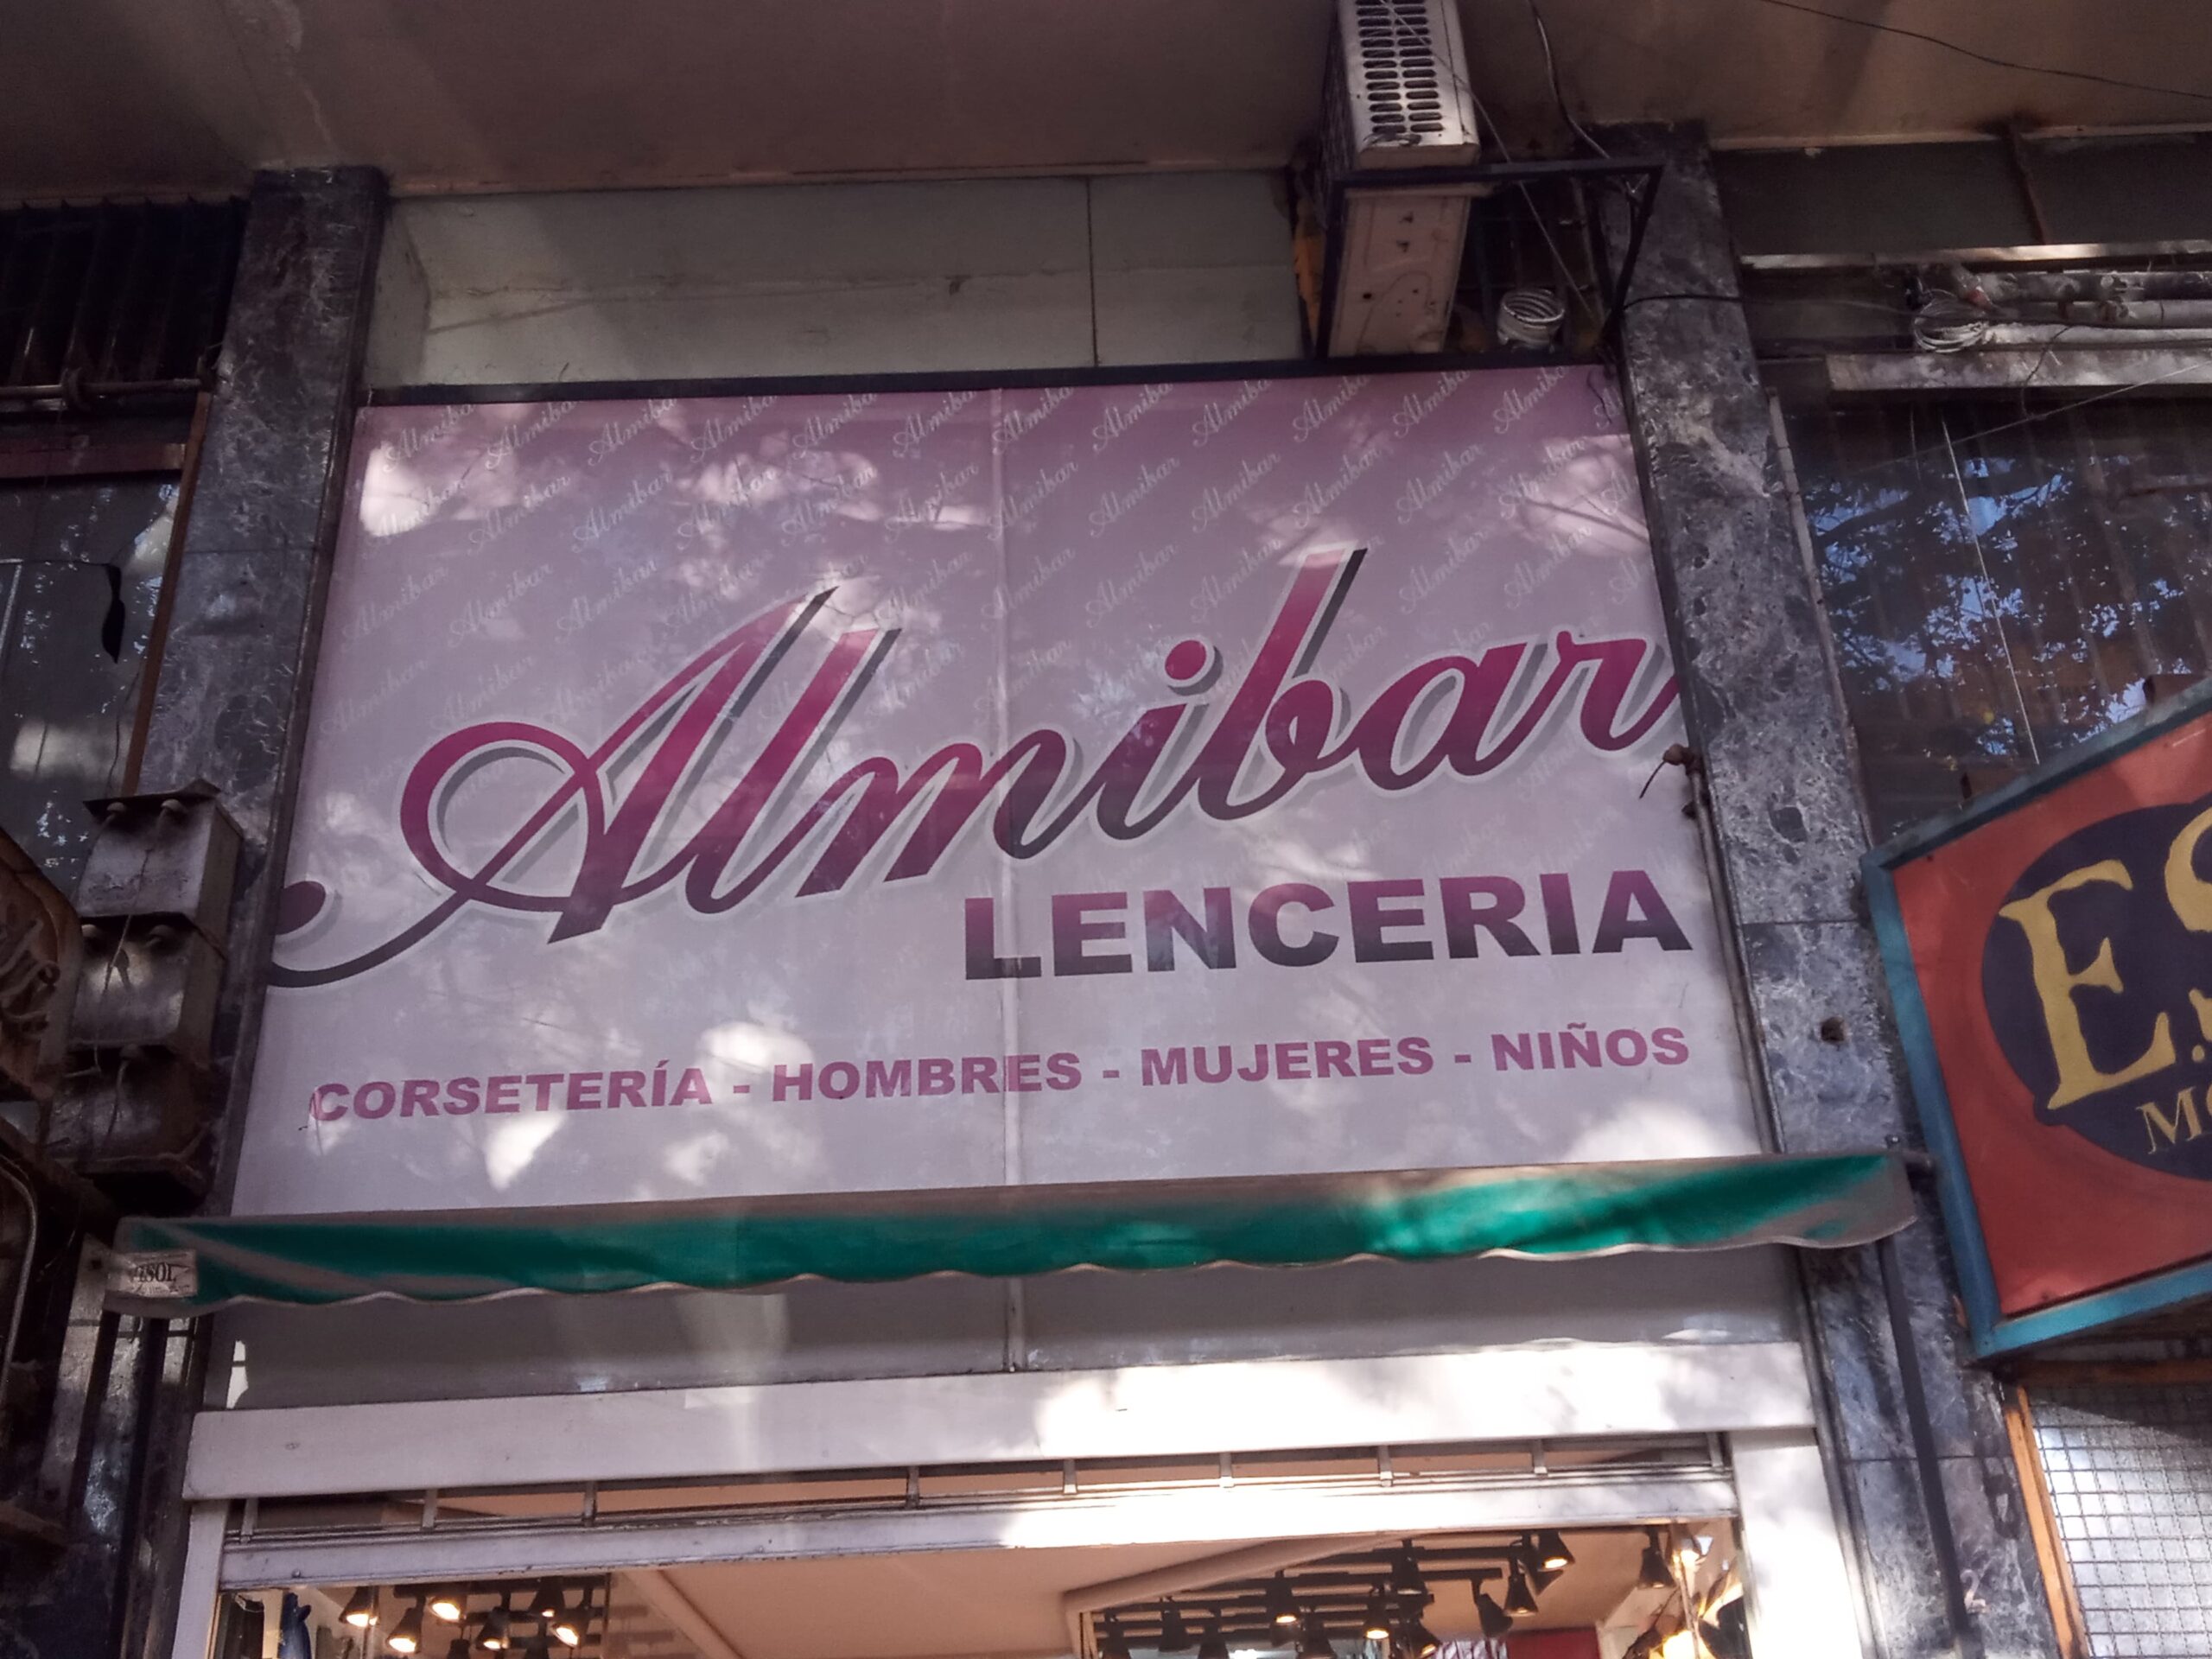 Almibar
LENCERIA
CORSETERÍA - HOMBRES - MUJERES - NIÑOS